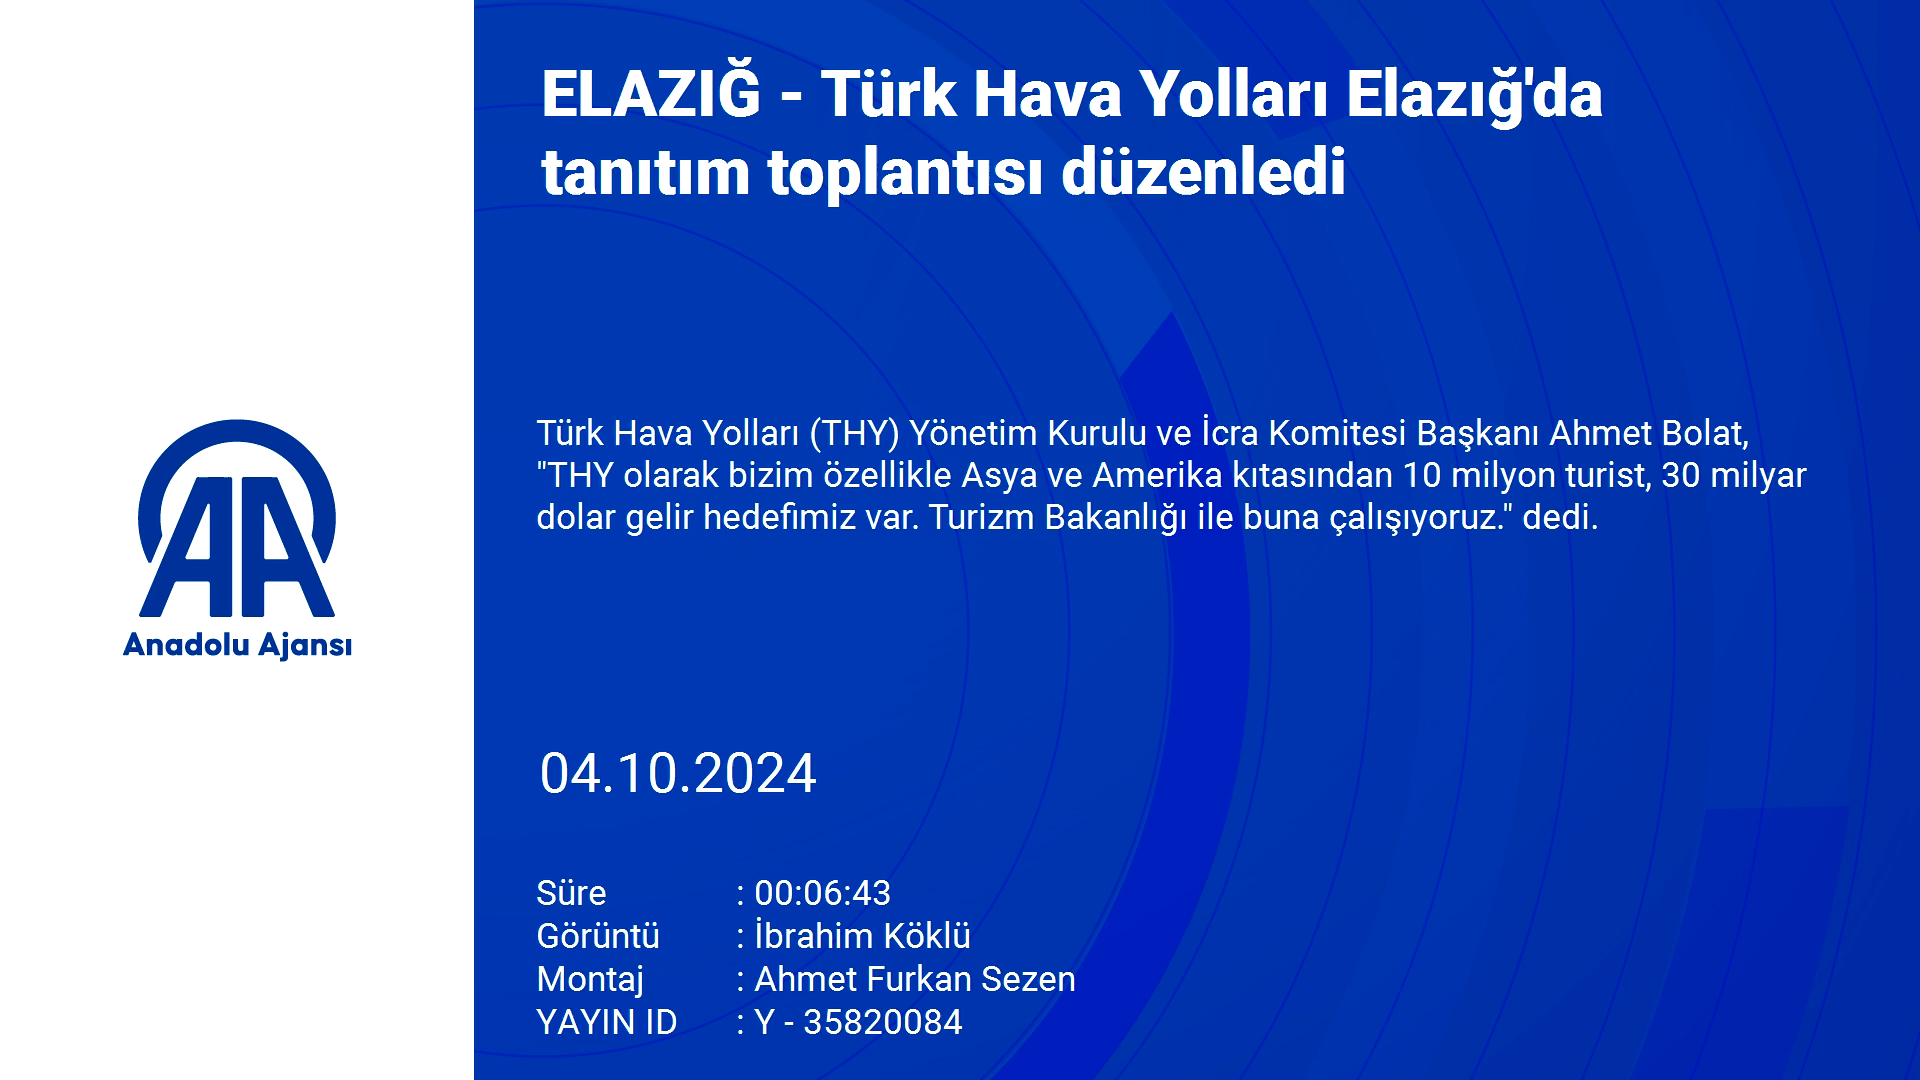 ELAZIĞ - Türk Hava Yolları Elazığ'da
tanıtım toplantısı düzenledi
Türk Hava Yolları (THY) Yönetim Kurulu ve İcra Komitesi Başkanı Ahmet Bolat,
"THY olarak bizim özellikle Asya ve Amerika kıtasından 10 milyon turist, 30 milyar
dolar gelir hedefimiz var. Turizm Bakanlığı ile buna çalışıyoruz." dedi.
AA
Anadolu Ajansı
04.10.2024
Süre : 00:06:43
Görüntü : İbrahim Köklü
Montaj : Ahmet Furkan Sezen
YAYIN ID : Y - 35820084